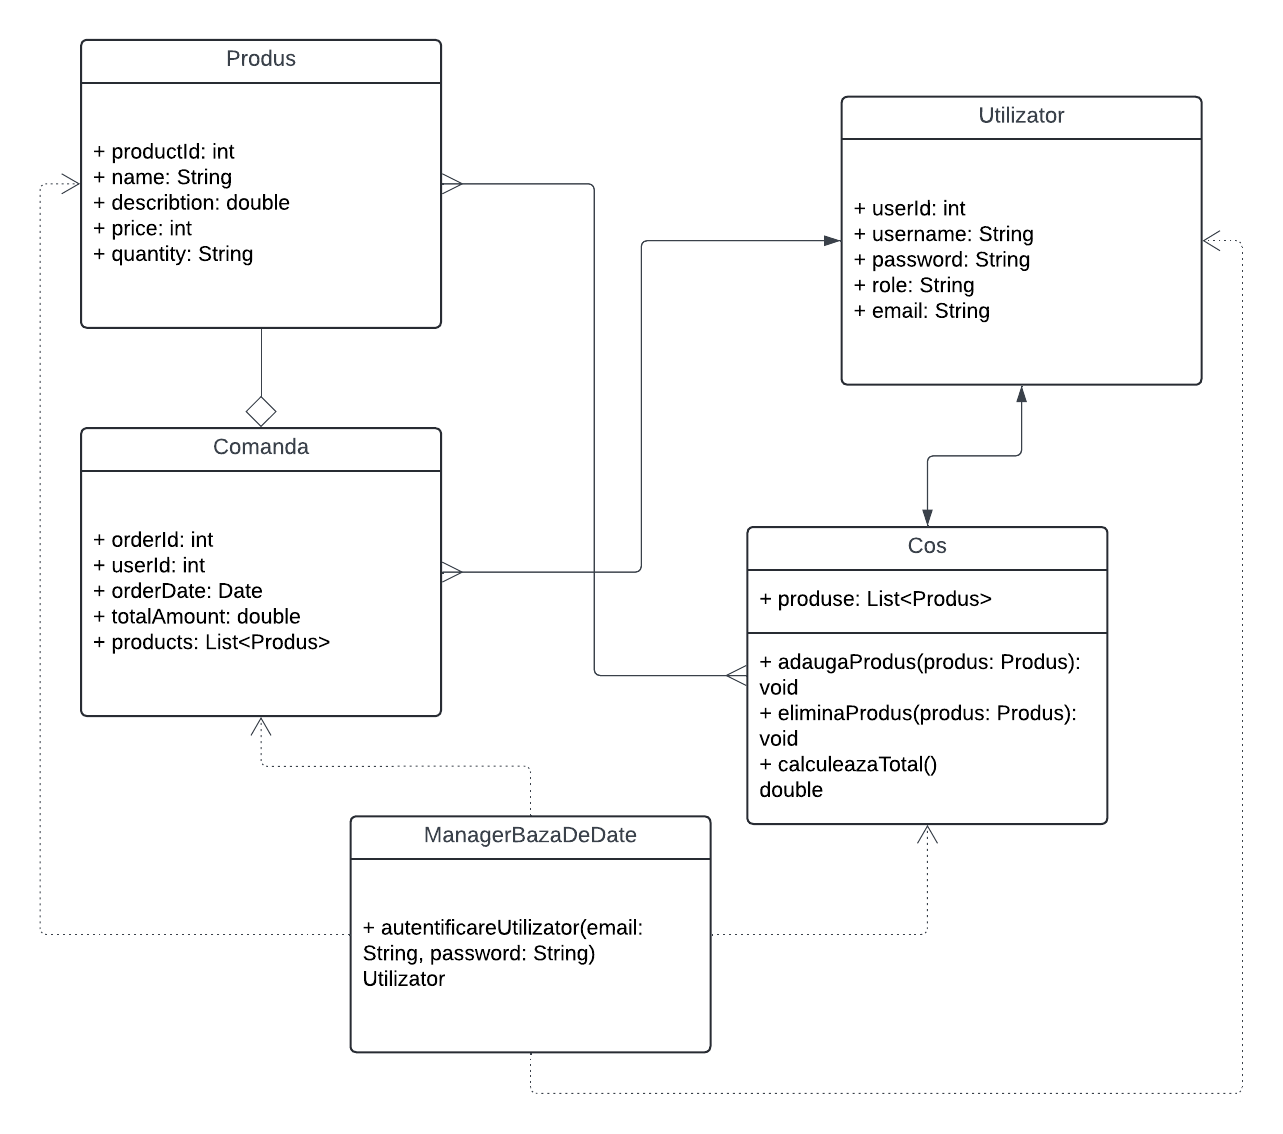 Produs
+ productId: int
+ name: String
+ describtion: double
+ price: int
+ quantity: String
Utilizator
+ userId: int
+ username: String
+ password: String
+ role: String
+ email: String
Comanda
+ orderId: int
+ userId: int
+ orderDate: Date
+ totalAmount: double
+ products: List<Produs>
Cos
+ produse: List<Produs>
+ adaugaProdus(produs: Produs):
void
+ eliminaProdus(produs: Produs):
void
+ calculeazaTotal()
double
ManagerBazaDeDate
+ autentificareUtilizator(email:
String, password: String)
Utilizator